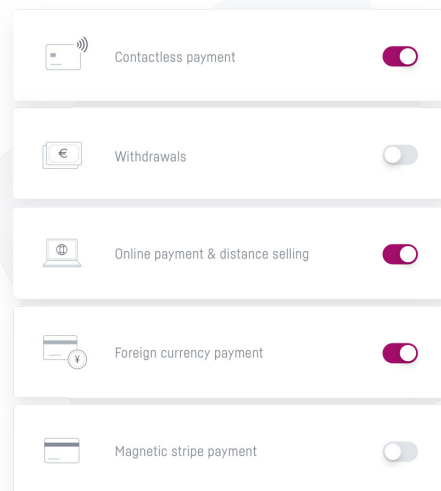 Contactless payment
€
Withdrawals
Online payment & distance selling
Foreign currency payment
¥
Magnetic stripe payment